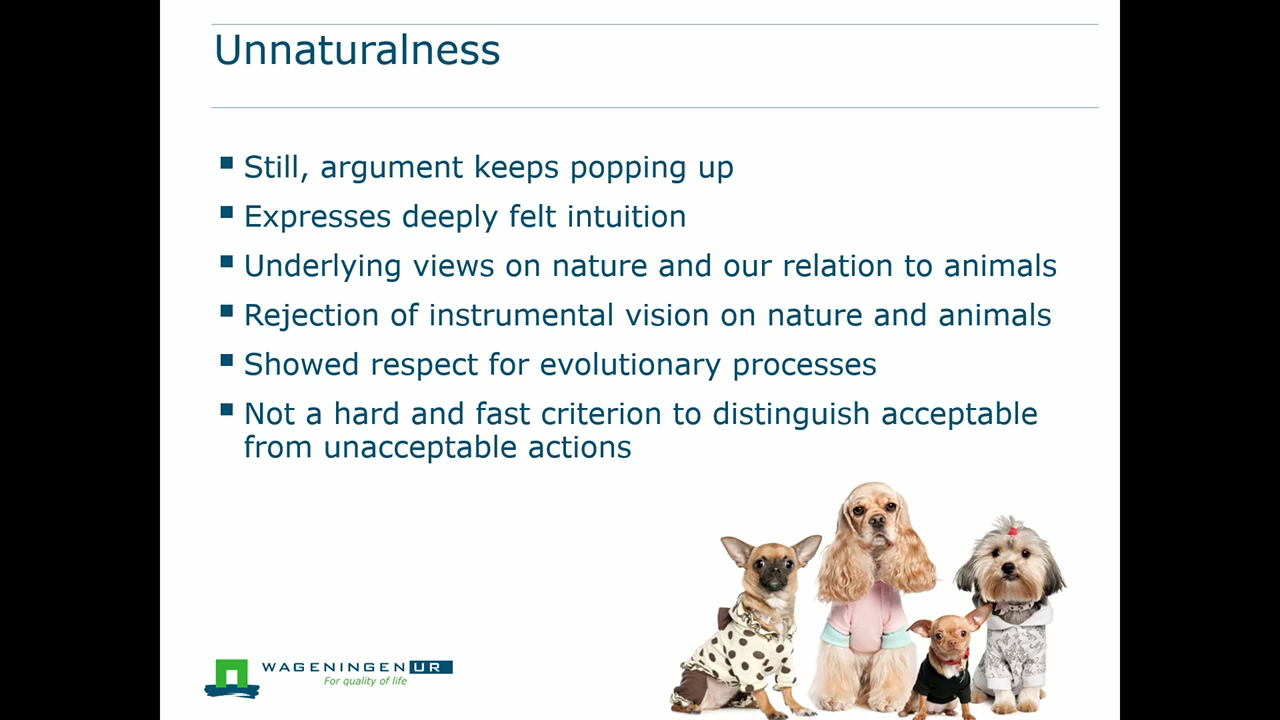 Unnaturalness
Still, argument keeps popping up
Expresses deeply felt intuition
Underlying views on nature and our relation to animals
Rejection of instrumental vision on nature and animals
Showed respect for evolutionary processes
Not a hard and fast criterion to distinguish acceptable
from unacceptable actions
WAGENINGEN UR
For quality of life